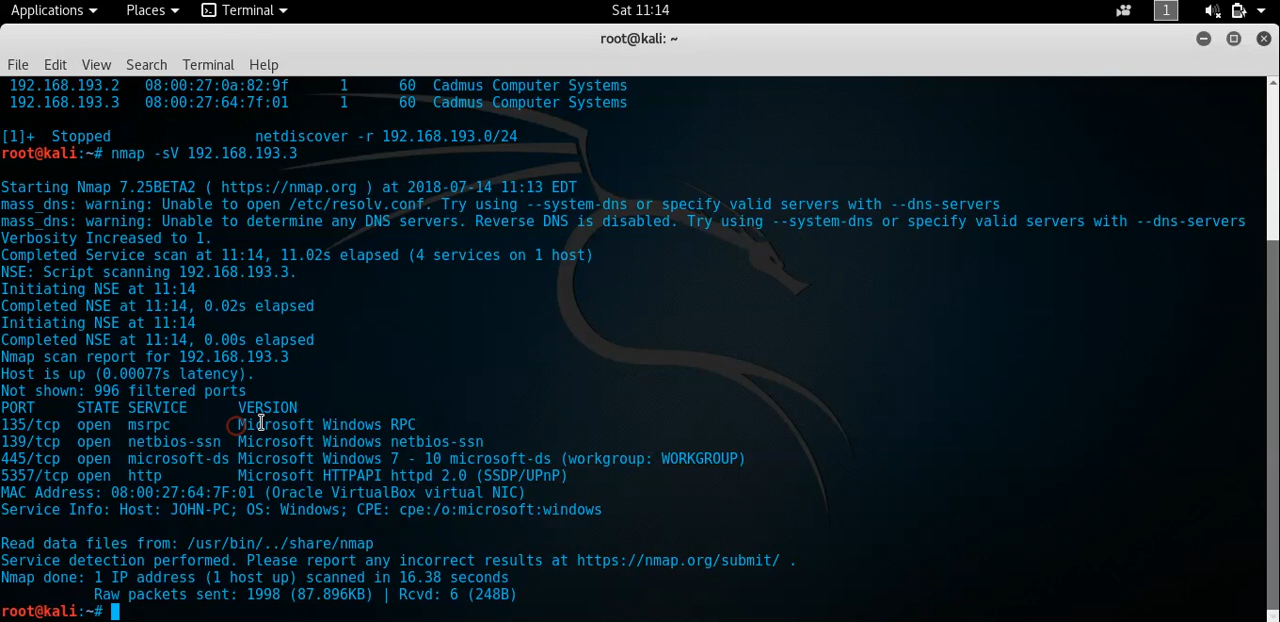 Applications Places Terminal Sat 11:14 1
root@kali: ~
File Edit View Search Terminal Help
192.168.193.2 08:00:27:0a:82:9f 1 60 Cadmus Computer Systems
192.168.193.3 08:00:27:64:7f:01 1 60 Cadmus Computer Systems
[1]+ Stopped netdiscover -r 192.168.193.0/24
root@kali:~# nmap -sV 192.168.193.3
Starting Nmap 7.25BETA2 ( https://nmap.org ) at 2018-07-14 11:13 EDT
mass_dns: warning: Unable to open /etc/resolv.conf. Try using --system-dns or specify valid servers with --dns-servers
mass_dns: warning: Unable to determine any DNS servers. Reverse DNS is disabled. Try using --system-dns or specify valid servers with --dns-servers
Verbosity Increased to 1.
Completed Service scan at 11:14, 11.02s elapsed (4 services on 1 host)
NSE: Script scanning 192.168.193.3.
Initiating NSE at 11:14
Completed NSE at 11:14, 0.02s elapsed
Initiating NSE at 11:14
Completed NSE at 11:14, 0.00s elapsed
Nmap scan report for 192.168.193.3
Host is up (0.00077s latency).
Not shown: 996 filtered ports
PORT STATE SERVICE VERSION
135/tcp open msrpc Microsoft Windows RPC
139/tcp open netbios-ssn Microsoft Windows netbios-ssn
445/tcp open microsoft-ds Microsoft Windows 7 - 10 microsoft-ds (workgroup: WORKGROUP)
5357/tcp open http Microsoft HTTPAPI httpd 2.0 (SSDP/UPnP)
MAC Address: 08:00:27:64:7F:01 (Oracle VirtualBox virtual NIC)
Service Info: Host: JOHN-PC; OS: Windows; CPE: cpe:/o:microsoft:windows
Read data files from: /usr/bin/../share/nmap
Service detection performed. Please report any incorrect results at https://nmap.org/submit/ .
Nmap done: 1 IP address (1 host up) scanned in 16.38 seconds
Raw packets sent: 1998 (87.896KB) | Rcvd: 6 (248B)
root@kali:~#